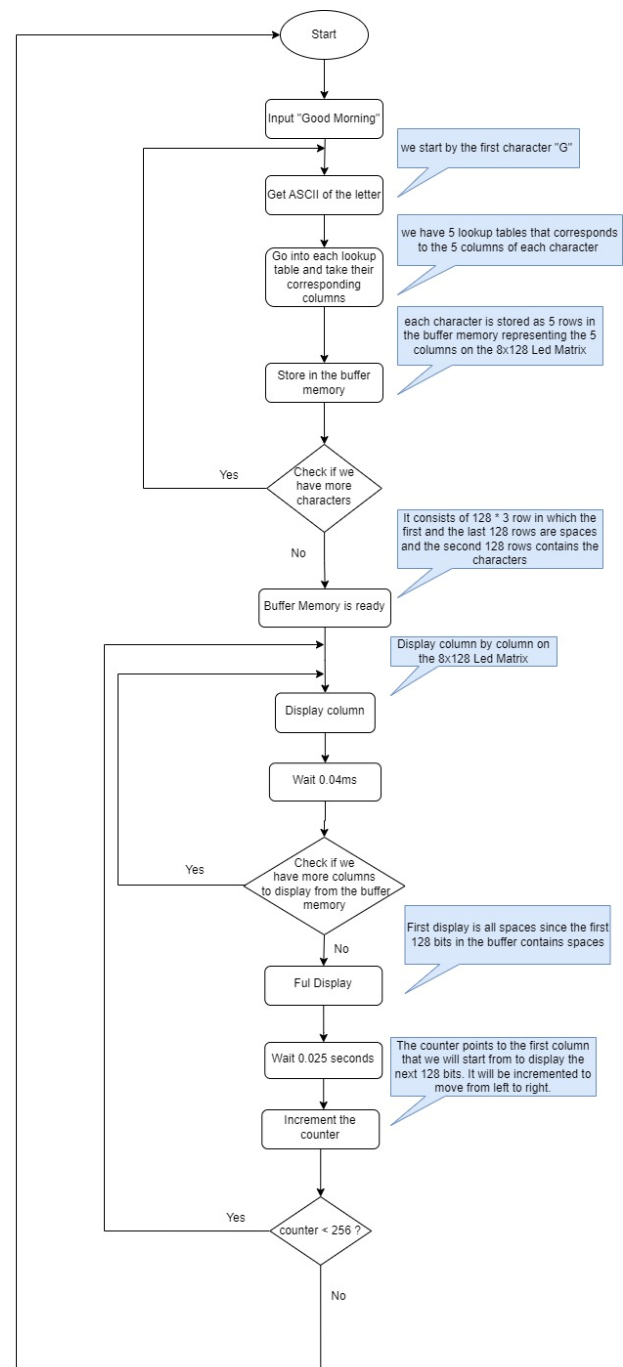 Start
Input "Good Morning"
we start by the first character "G"
Get ASCII of the letter
we have 5 lookup tables that corresponds
to the 5 columns of each character
Go into each lookup
table and take their
corresponding
columns
each character is stored as 5 rows in
the buffer memory representing the 5
columns on the 8x128 Led Matrix
Store in the buffer
memory
Check if we
have more
characters
Yes
No
It consists of 128 * 3 row in which the
first and the last 128 rows are spaces
and the second 128 rows contains the
characters
Buffer Memory is ready
Display column by column on
the 8x128 Led Matrix
Display column
Wait 0.04ms
Check if we
have more columns
to display from the buffer
memory
Yes
No
First display is all spaces since the first
128 bits in the buffer contains spaces
Ful Display
Wait 0.025 seconds
The counter points to the first column
that we will start from to display the
next 128 bits. It will be incremented to
move from left to right.
Increment the
counter
counter < 256 ?
Yes
No